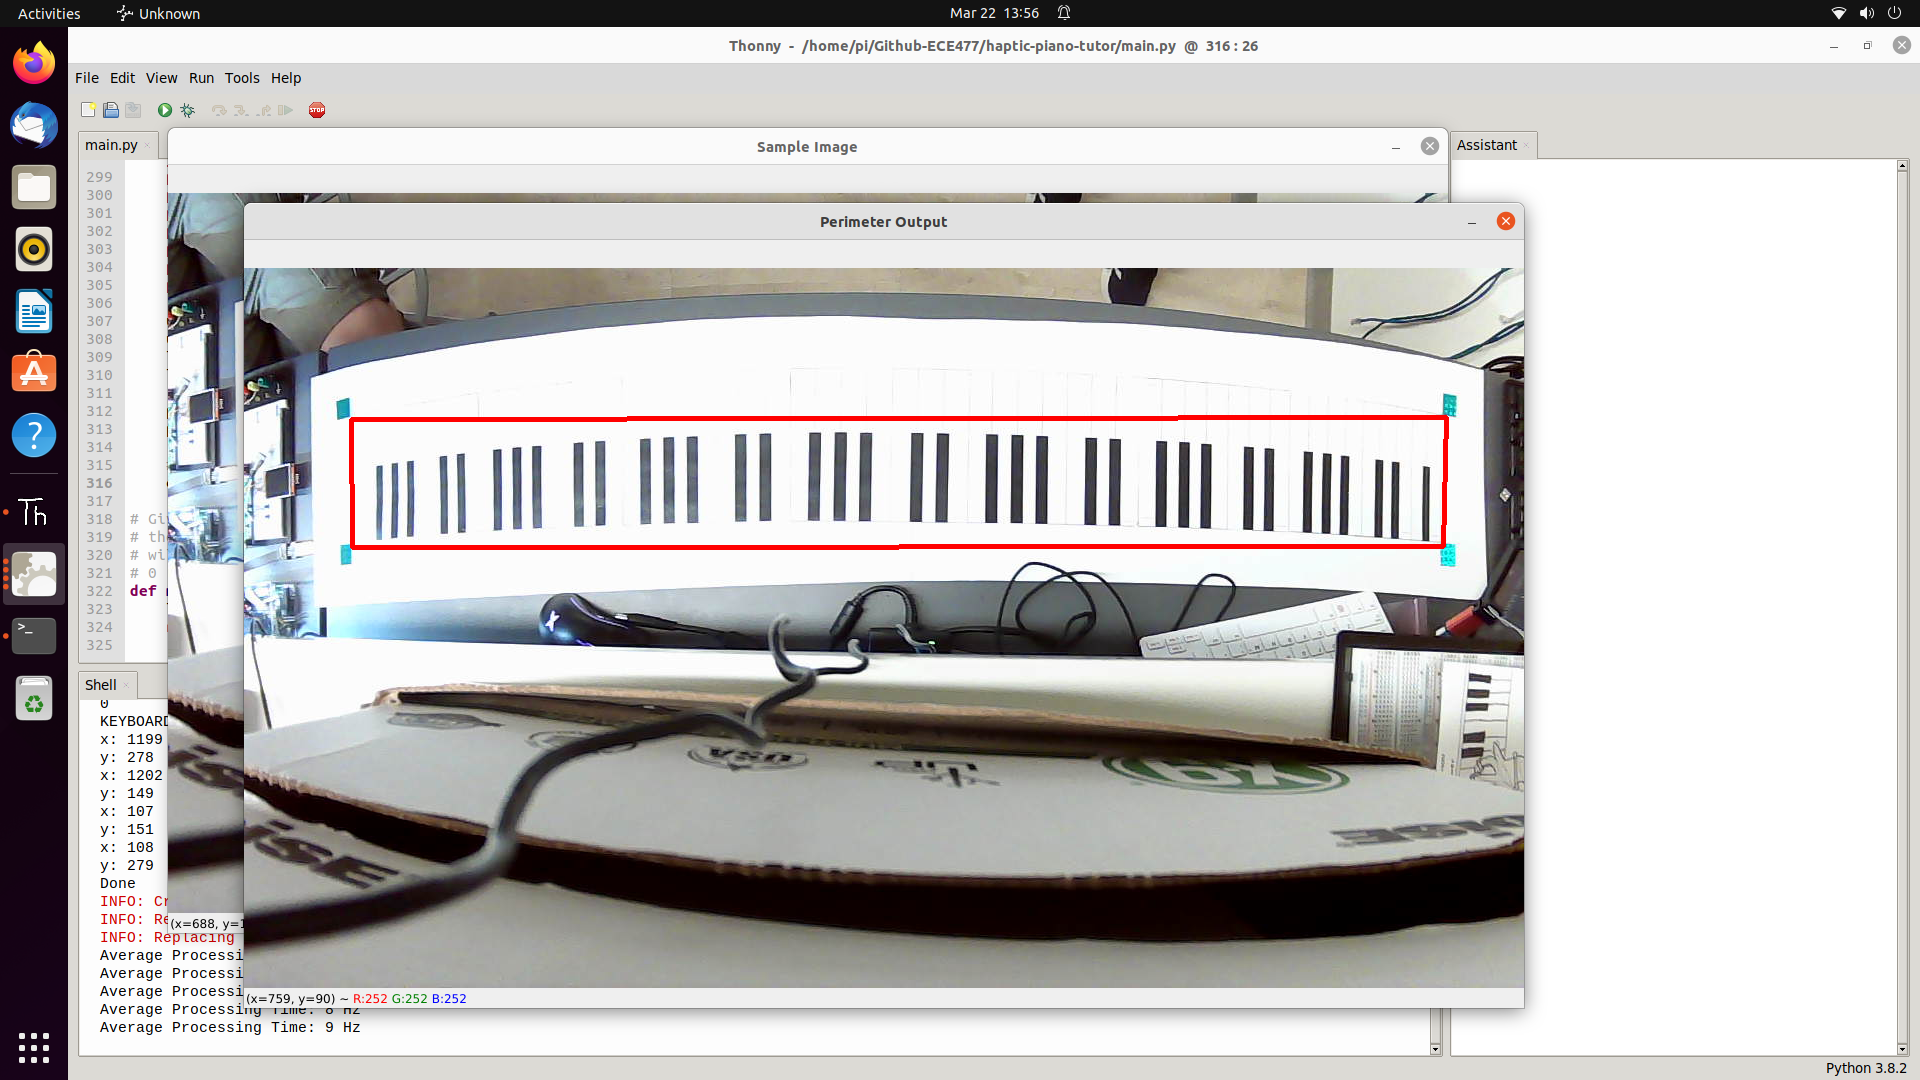 Activities
Unknown
Mar 22 13:56
Thonny - /home/pi/Github-ECE477/haptic-piano-tutor/main.py @ 316 : 26
File Edit View Run Tools Help
STOP
main.py
Sample Image
Assistant
Perimeter Output
299
300
301
302
303
304
305
306
307
308
309
310
311
312
313
314
315
316
317
318 # Gi
319 # the
320 # wi
321 # 0
322 def
323
324
325
Th
Shell
0
KEYBOARD
x: 1199
y: 278
x: 1202
y: 149
x: 107
y: 151
x: 108
y: 279
Done
INFO: Cr
INFO: Re
INFO: Replacing
Average Processi
Average Processi
Average Processi
Average Processing Time: 8 Hz
Average Processing Time: 9 Hz
(x=688, y=1
(x=759, y=90) ~ R:252 G:252 B:252
USA
Python 3.8.2